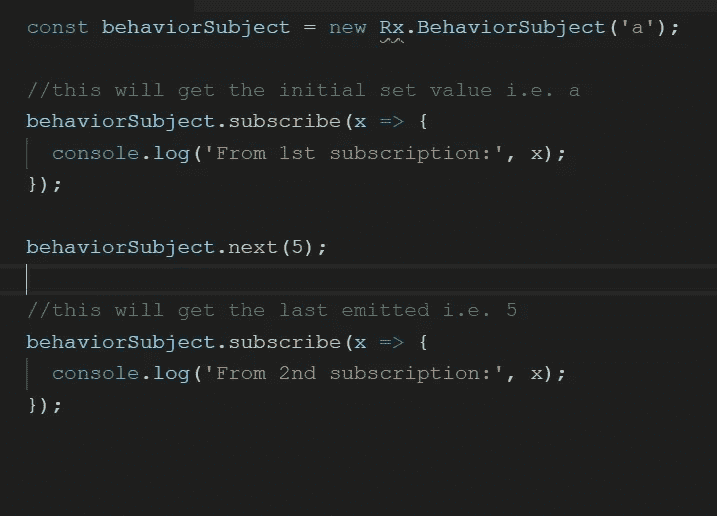 const behaviorSubject = new Rx.BehaviorSubject('a');
//this will get the initial set value i.e. a
behaviorSubject.subscribe(x => {
console.log('From 1st subscription:', x);
});
behaviorSubject.next(5);
//this will get the last emitted i.e. 5
behaviorSubject.subscribe(x => {
console.log('From 2nd subscription:', x);
});